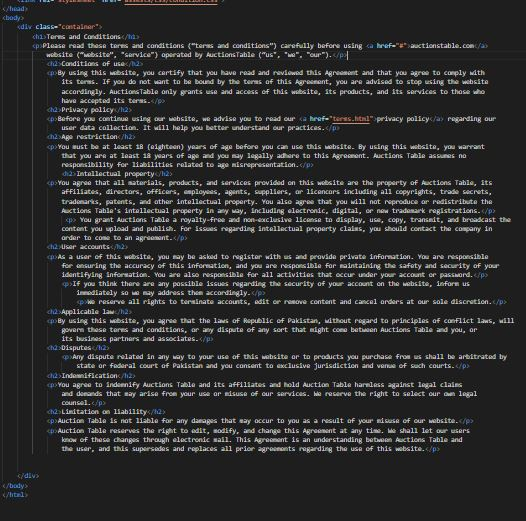 <link rel="stylesheet" href="assests/css/condition.css">
</head>
<body>
<div class="container">
<h1>Terms and Conditions</h1>
<p>Please read these terms and conditions ("terms and conditions") carefully before using <a href="#">auctionstable.com</a>
website ("website", "service") operated by AuctionsTable ("us", "we", "our").</p>
<h2>Conditions of use</h2>
<p>By using this website, you certify that you have read and reviewed this Agreement and that you agree to comply with
its terms. If you do not want to be bound by the terms of this Agreement, you are advised to stop using the website
accordingly. AuctionsTable only grants use and access of this website, its products, and its services to those who
have accepted its terms.</p>
<h2>Privacy policy</h2>
<p>Before you continue using our website, we advise you to read our <a href="terms.html">privacy policy</a> regarding our
user data collection. It will help you better understand our practices.</p>
<h2>Age restriction</h2>
<p>You must be at least 18 (eighteen) years of age before you can use this website. By using this website, you warrant
that you are at least 18 years of age and you may legally adhere to this Agreement. Auctions Table assumes no
responsibility for liabilities related to age misrepresentation.</p>
<h2>Intellectual property</h2>
<p>You agree that all materials, products, and services provided on this website are the property of Auctions Table, its
affiliates, directors, officers, employees, agents, suppliers, or licencors including all copyrights, trade secrets,
trademarks, patents, and other intellectual property. You also agree that you will not reproduce or redistribute the
Auctions Table's intellectual property in any way, including electronic, digital, or new trademark registrations.</p>
<p> You grant Auctions Table a royalty-free and non-exclusive license to display, use, copy, transmit, and broadcast the
content you upload and publish. For issues regarding intellectual property claims, you should contact the company in
order to come to an agreement.</p>
<h2>User accounts</h2>
<p>As a user of this website, you may be asked to register with us and provide private information. You are responsible
for ensuring the accuracy of this information, and you are responsible for maintaining the safety and security of your
identifying information. You are also responsible for all activities that occur under your account or password.</p>
<p>If you think there are any possible issues regarding the security of your account on the website, inform us
immediately so we may address them accordingly.</p>
<p>We reserve all rights to terminate accounts, edit or remove content and cancel orders at our sole discretion.</p>
<h2>Applicable law</h2>
<p>By using this website, you agree that the laws of Republic of Pakistan, without regard to principles of conflict laws, will
govern these terms and conditions, or any dispute of any sort that might come between Auctions Table and you, or
its business partners and associates.</p>
<h2>Disputes</h2>
<p>Any dispute related in any way to your use of this website or to products you purchase from us shall be arbitrated by
state or federal court of Pakistan and you consent to exclusive jurisdiction and venue of such courts.</p>
<h2>Indemnification</h2>
<p>You agree to indemnify Auctions Table and its affiliates and hold Auction Table harmless against legal claims
and demands that may arise from your use or misuse of our services. We reserve the right to select our own legal
counsel.</p>
<h2>Limitation on liability</h2>
<p>Auction Table is not liable for any damages that may occur to you as a result of your misuse of our website.</p>
<p>Auction Table reserves the right to edit, modify, and change this Agreement at any time. We shall let our users
know of these changes through electronic mail. This Agreement is an understanding between Auctions Table and
the user, and this supersedes and replaces all prior agreements regarding the use of this website.</p>
</div>
</body>
</html>